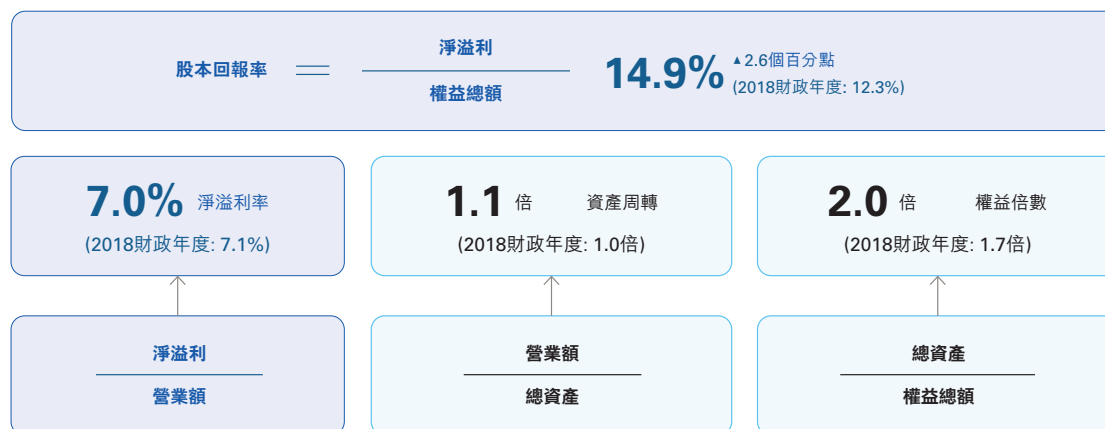 股本回報率
淨溢利
權益總額
14.9%
▲2.6個百分點
(2018財政年度: 12.3%)
7.0% 淨溢利率
(2018財政年度: 7.1%)
1.1 倍 資產周轉
(2018財政年度: 1.0倍)
2.0 倍 權益倍數
(2018財政年度: 1.7倍)
淨溢利
營業額
營業額
總資產
總資產
權益總額